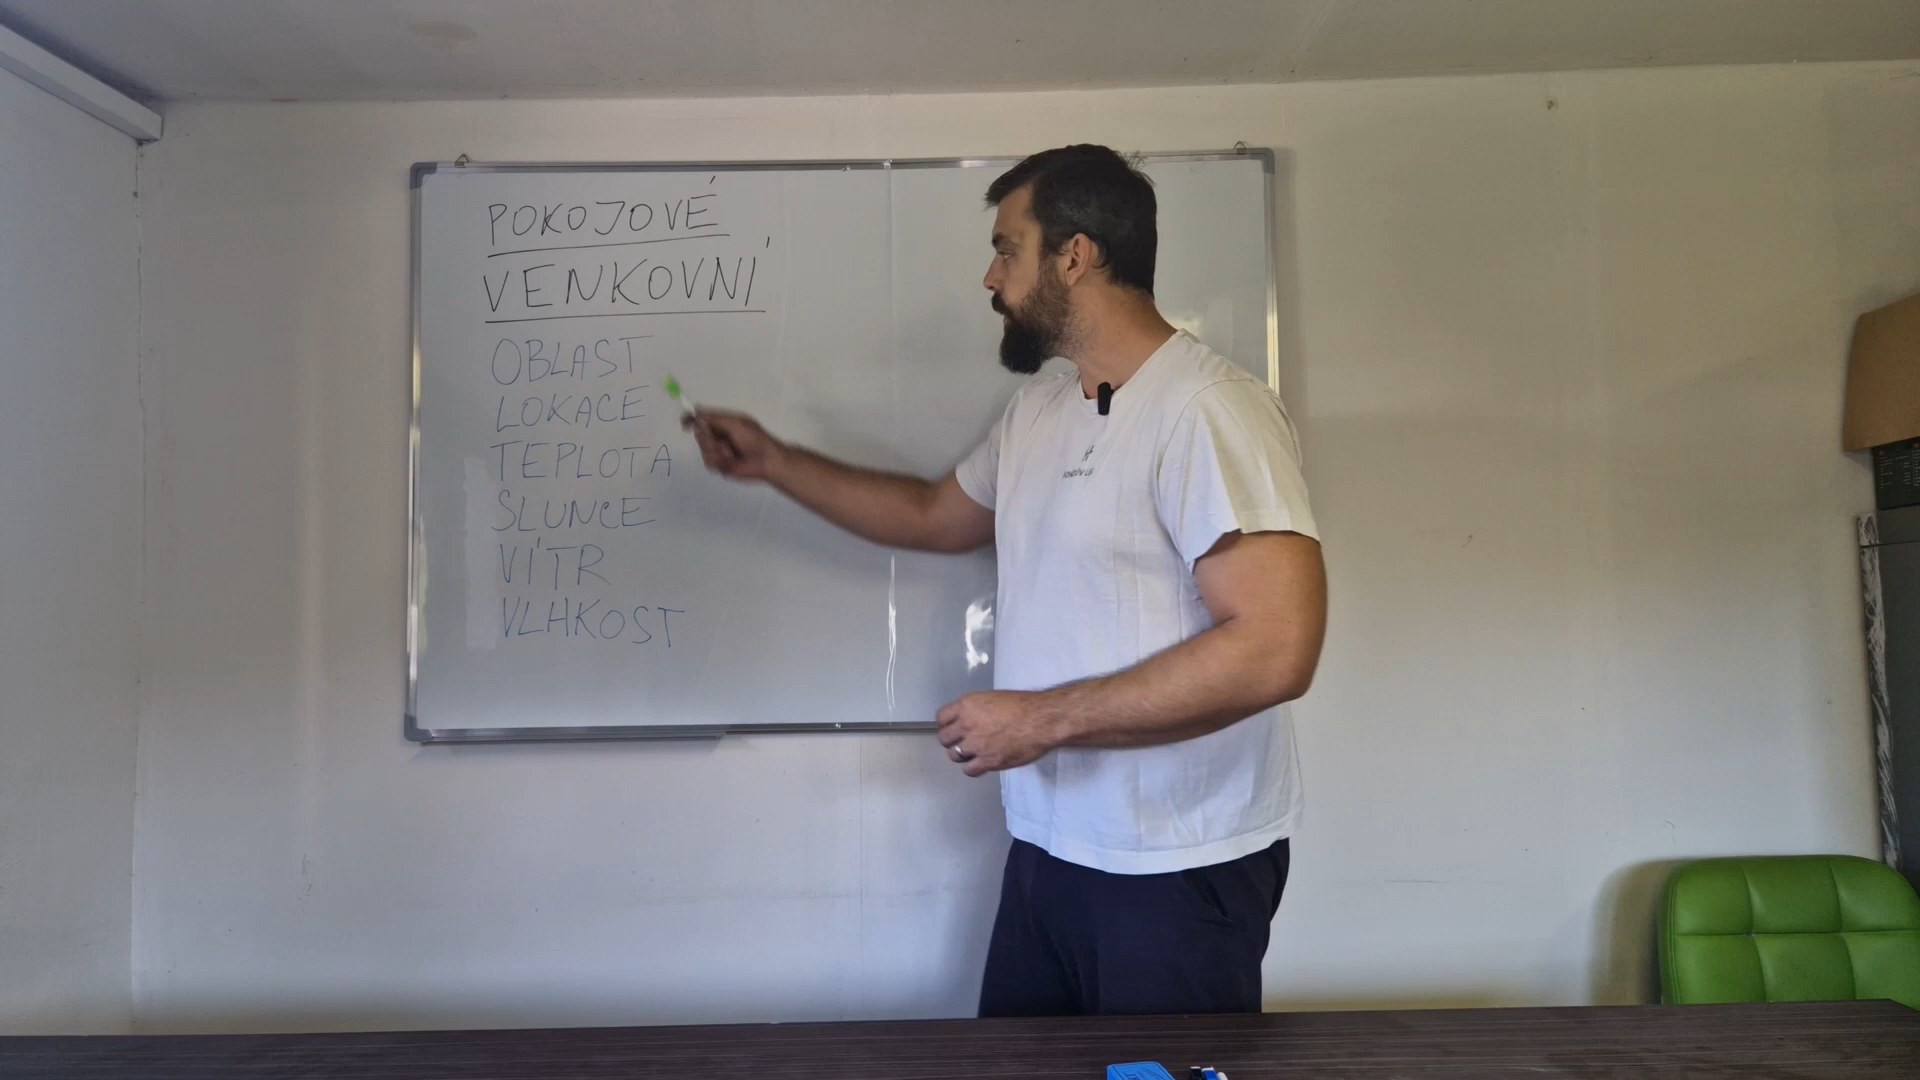 POKOJOVÉ
VENKOVNÍ
OBLAST
LOKACE
TEPLOTA
SLUNCE
VÍTR
VLHKOST